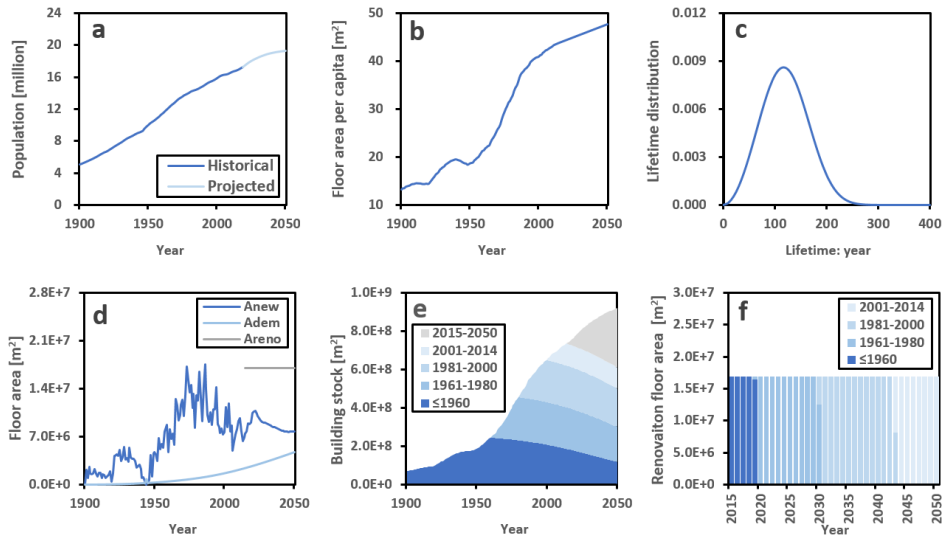 a
Population [million]
24
20
16
12
8
4
0
Historical
Projected
1900
1950
2000
2050
Year
b
Floor area per capita [m²]
50
40
30
20
10
1900
1950
2000
2050
Year
c
Lifetime distribution
0.012
0.009
0.006
0.003
0.000
0
100
200
300
400
Lifetime: year
d
Floor area [m²]
2.8E+7
2.1E+7
1.4E+7
7.0E+6
0.0E+0
Anew
Adem
Areno
1900
1950
2000
2050
Year
e
Building stock [m²]
1.0E+9
8.0E+8
6.0E+8
4.0E+8
2.0E+8
0.0E+0
2015-2050
2001-2014
1981-2000
1961-1980
≤1960
1900
1950
2000
2050
Year
f
Renovaiton floor area [m²]
3.0E+7
2.5E+7
2.0E+7
1.5E+7
1.0E+7
5.0E+6
0.0E+0
2001-2014
1981-2000
1961-1980
≤1960
2015
2020
2025
2030
2035
2040
2045
2050
Year